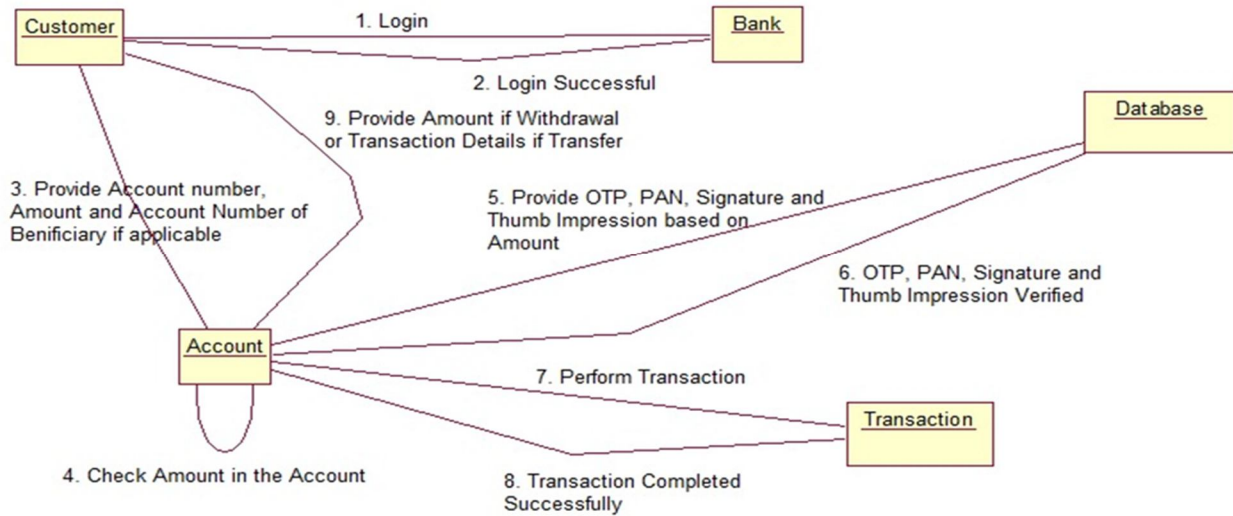 Customer
1. Login
Bank
2. Login Successful
Database
9. Provide Amount if Withdrawal
or Transaction Details if Transfer
3. Provide Account number,
Amount and Account Number of
Benificiary if applicable
5. Provide OTP, PAN, Signature and
Thumb Impression based on
Amount
6. OTP, PAN, Signature and
Thumb Impression Verified
Account
7. Perform Transaction
Transaction
4. Check Amount in the Account
8. Transaction Completed
Successfully